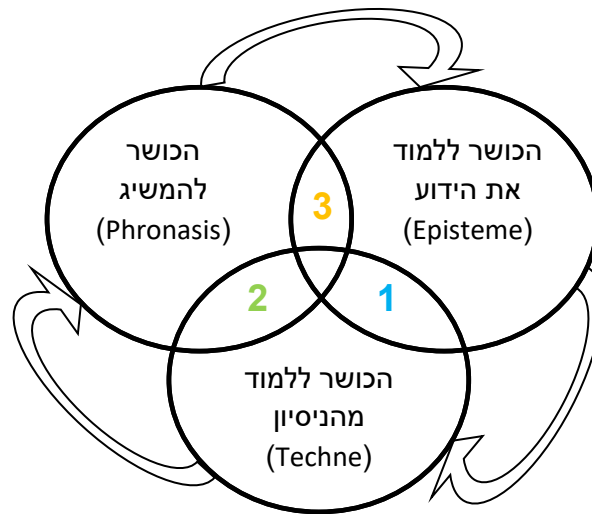 הכושר ללמוד
את הידוע
(Episteme)
הכושר
להמשיג
(Phronasis)
3
2
1
הכושר ללמוד
מהניסיון
(Techne)